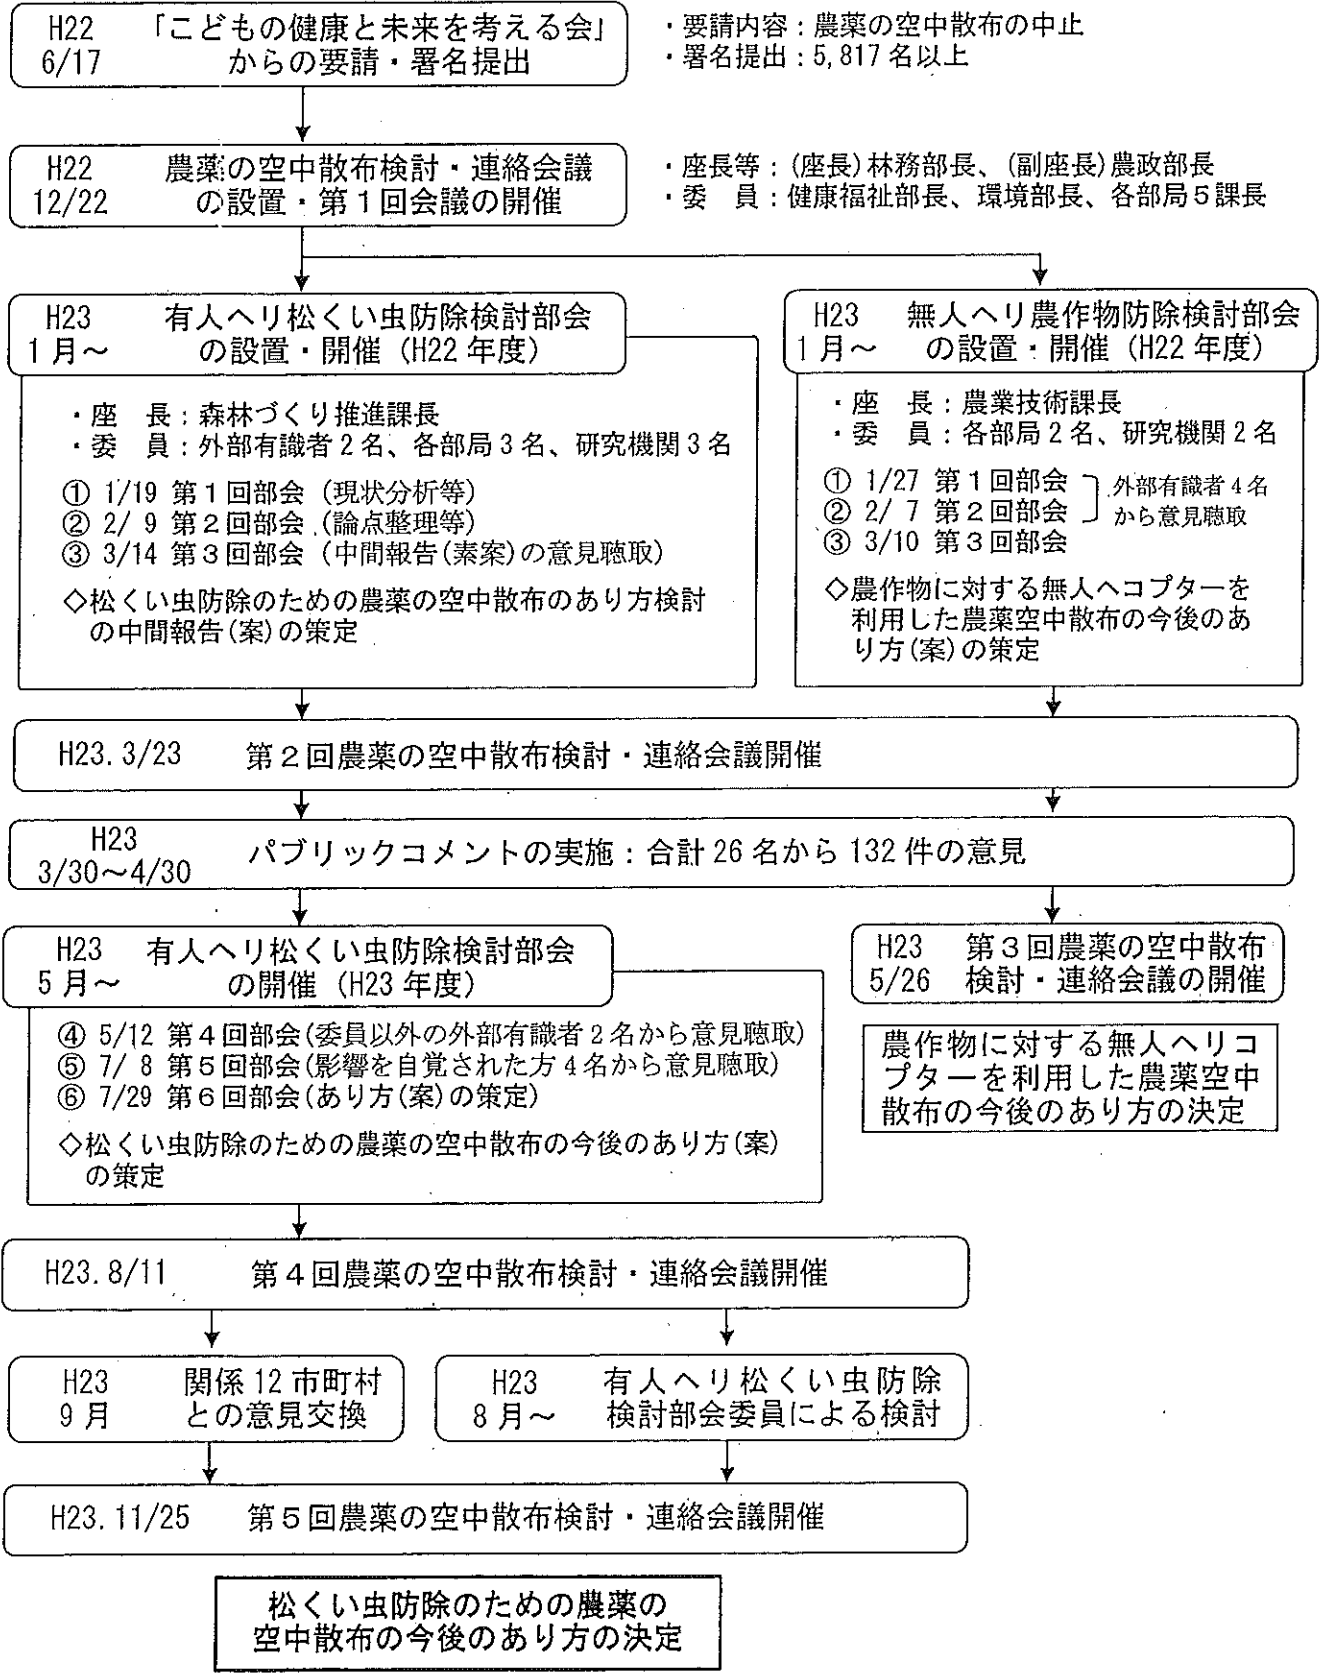 H22 「こどもの健康と未来を考える会」
6/17 からの要請・署名提出
・要請内容：農薬の空中散布の中止
・署名提出：5,817名以上
H22 農薬の空中散布検討・連絡会議
12/22 の設置・第1回会議の開催
・座長等：(座長)林務部長、(副座長)農政部長
・委　員：健康福祉部長、環境部長、各部局5課長
H23 有人ヘリ松くい虫防除検討部会
1月～ の設置・開催（H22年度）
・座　長：森林づくり推進課長
・委　員：外部有識者2名、各部局3名、研究機関3名
① 1/19 第1回部会（現状分析等）
② 2/ 9 第2回部会（論点整理等）
③ 3/14 第3回部会（中間報告(素案)の意見聴取）
◇松くい虫防除のための農薬の空中散布のあり方検討
の中間報告(案)の策定
H23 無人ヘリ農作物防除検討部会
1月～ の設置・開催（H22年度）
・座　長：農業技術課長
・委　員：各部局2名、研究機関2名
① 1/27 第1回部会
② 2/ 7 第2回部会
外部有識者4名
から意見聴取
③ 3/10 第3回部会
◇農作物に対する無人ヘコプターを
利用した農薬空中散布の今後のあ
り方(案)の策定
H23.3/23 第2回農薬の空中散布検討・連絡会議開催
H23
3/30～4/30 パブリックコメントの実施：合計26名から132件の意見
H23 有人ヘリ松くい虫防除検討部会
5月～ の開催（H23年度）
④ 5/12 第4回部会(委員以外の外部有識者2名から意見聴取)
⑤ 7/ 8 第5回部会(影響を自覚された方4名から意見聴取)
⑥ 7/29 第6回部会(あり方(案)の策定)
◇松くい虫防除のための農薬の空中散布の今後のあり方(案)
の策定
H23 第3回農薬の空中散布
5/26 検討・連絡会議の開催
農作物に対する無人ヘリコ
プターを利用した農薬空中
散布の今後のあり方の決定
H23.8/11 第4回農薬の空中散布検討・連絡会議開催
H23 関係12市町村
9月 との意見交換
H23 有人ヘリ松くい虫防除
8月～ 検討部会委員による検討
H23.11/25 第5回農薬の空中散布検討・連絡会議開催
松くい虫防除のための農薬の
空中散布の今後のあり方の決定